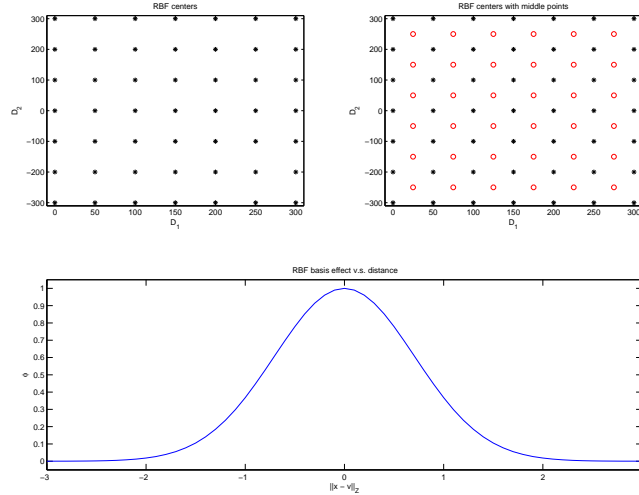 RBF centers
RBF centers with middle points
300
200
100
0
−100
−200
−300
D2
0 50 100 150 200 250 300
D1
300
200
100
0
−100
−200
−300
D2
0 50 100 150 200 250 300
D1
RBF basis effect v.s. distance
1
0.9
0.8
0.7
0.6
0.5
0.4
0.3
0.2
0.1
0
ϕ
−3 −2 −1 0 1 2
||x − v||Z